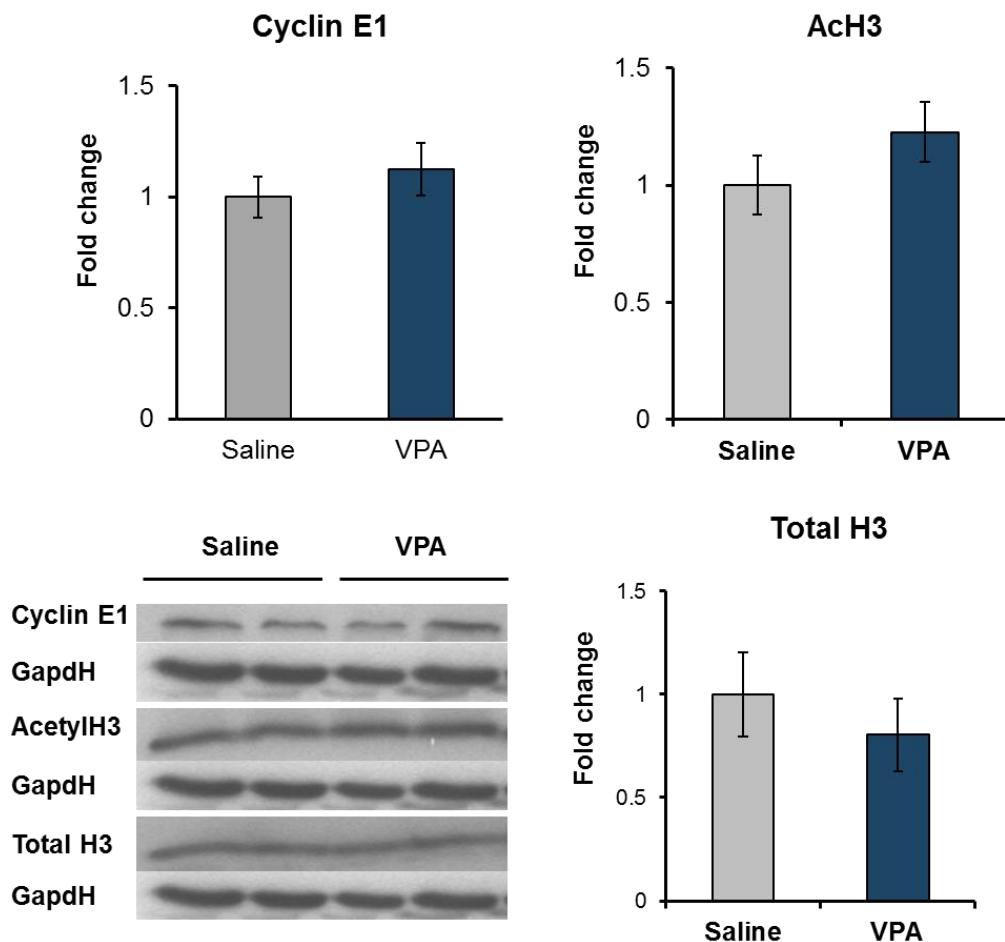 Cyclin E1
Fold change
1.5
1
0.5
0
Saline VPA
AcH3
Fold change
1.5
1
0.5
0
Saline VPA
Saline VPA
Cyclin E1
GapdH
AcetylH3
GapdH
Total H3
GapdH
Total H3
Fold change
1.5
1
0.5
0
Saline VPA